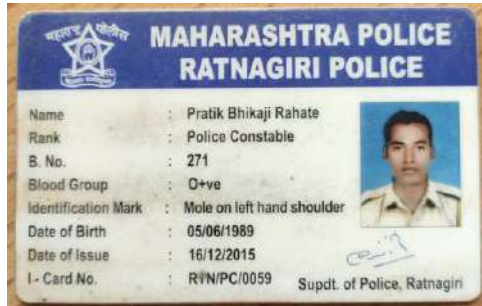 महाराष्ट्र पोलीस
MAHARASHTRA POLICE
RATNAGIRI POLICE
Name : Pratik Bhikaji Rahate
Rank : Police Constable
B. No. : 271
Blood Group : O+ve
Identification Mark : Mole on left hand shoulder
Date of Birth : 05/06/1989
Date of Issue : 16/12/2015
I - Card No. : RTN/PC/0059
Supdt. of Police, Ratnagiri